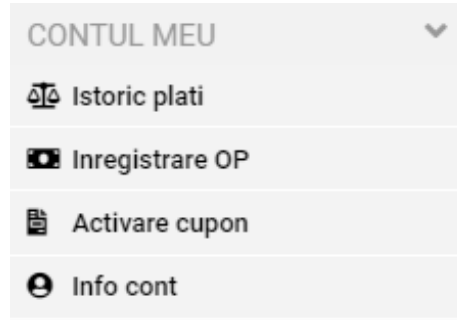 CONTUL MEU
Istoric plati
Inregistrare OP
Activare cupon
Info cont